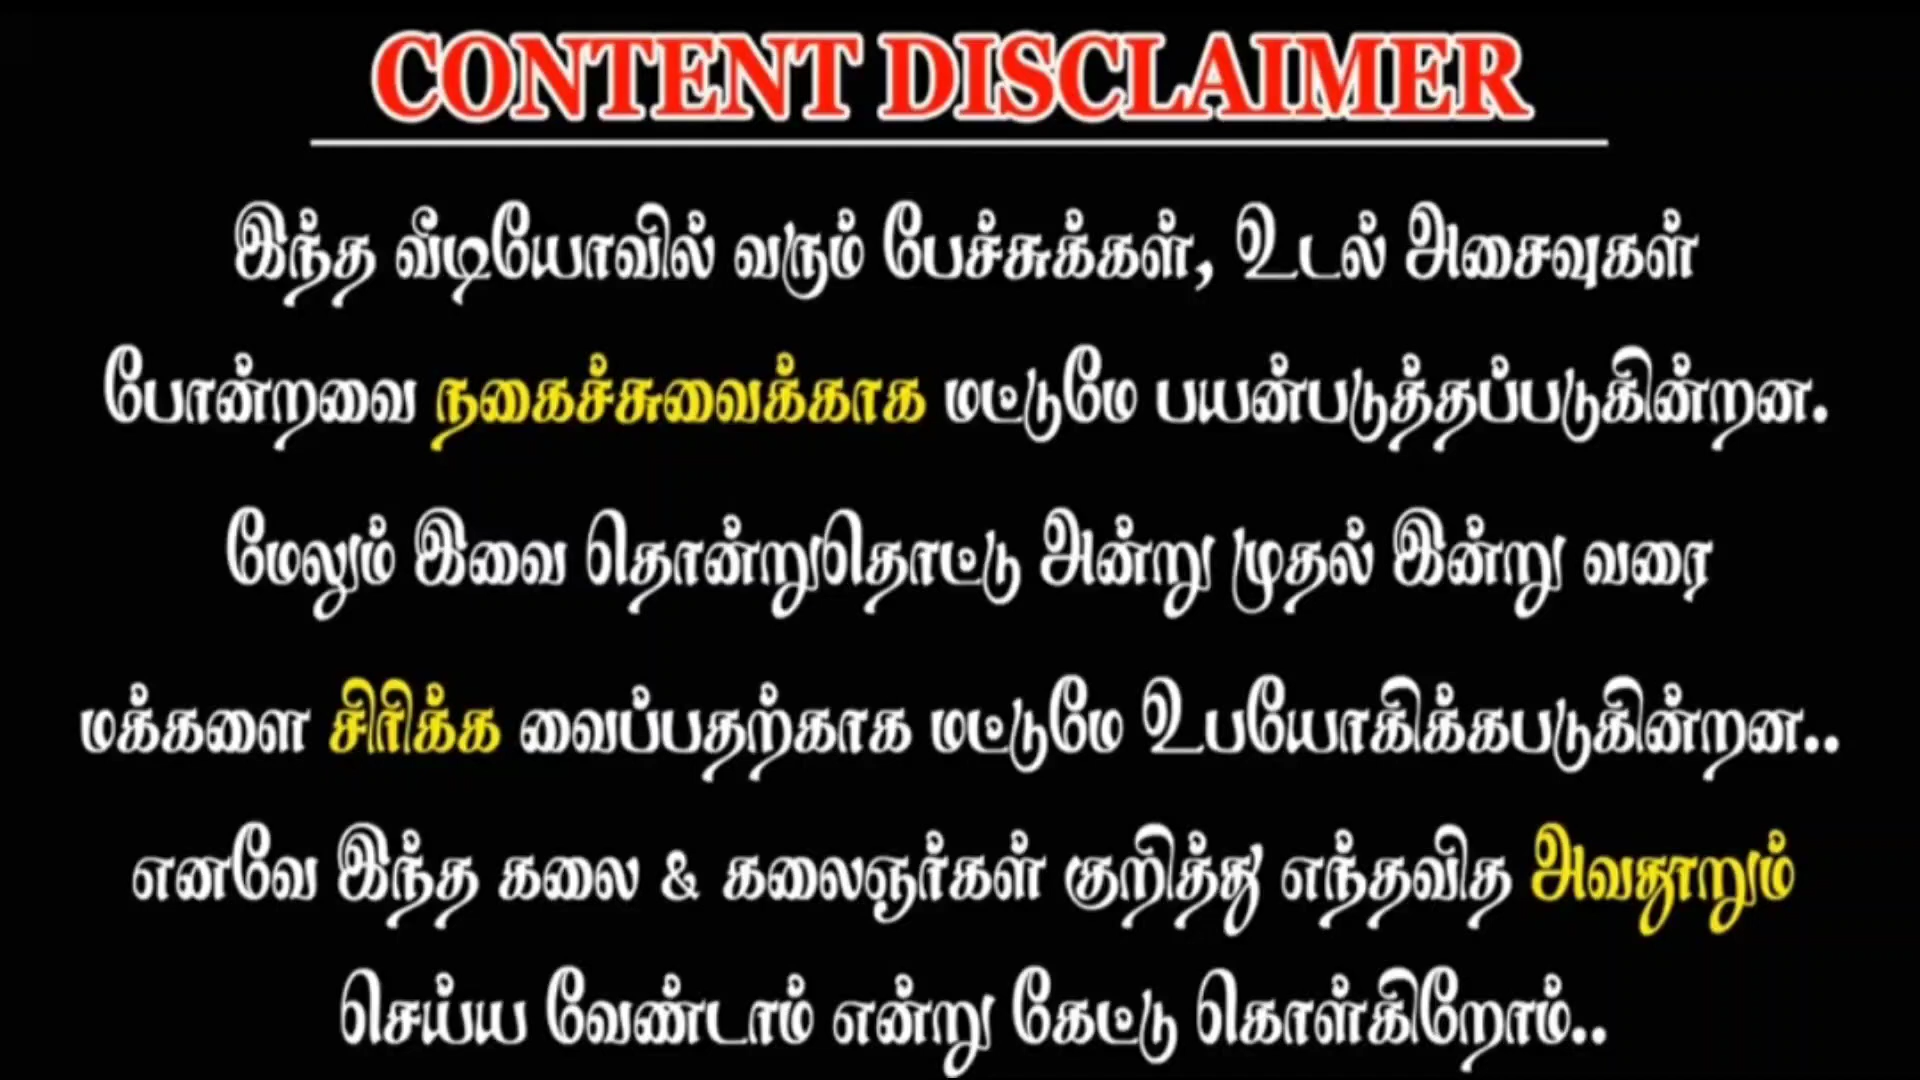 CONTENT DISCLAIMER
இந்த வீடியோவில் வரும் பேச்சுக்கள், உடல் அசைவுகள்
போன்றவை நகைச்சுவைக்காக மட்டுமே பயன்படுத்தப்படுகின்றன.
மேலும் இவை தொன்றுதொட்டு அன்று முதல் இன்று வரை
மக்களை சிரிக்க வைப்பதற்காக மட்டுமே உபயோகிக்கபடுகின்றன..
எனவே இந்த கலை & கலைஞர்கள் குறித்து எந்தவித அவதூறும்
செய்ய வேண்டாம் என்று கேட்டு கொள்கிறோம்..